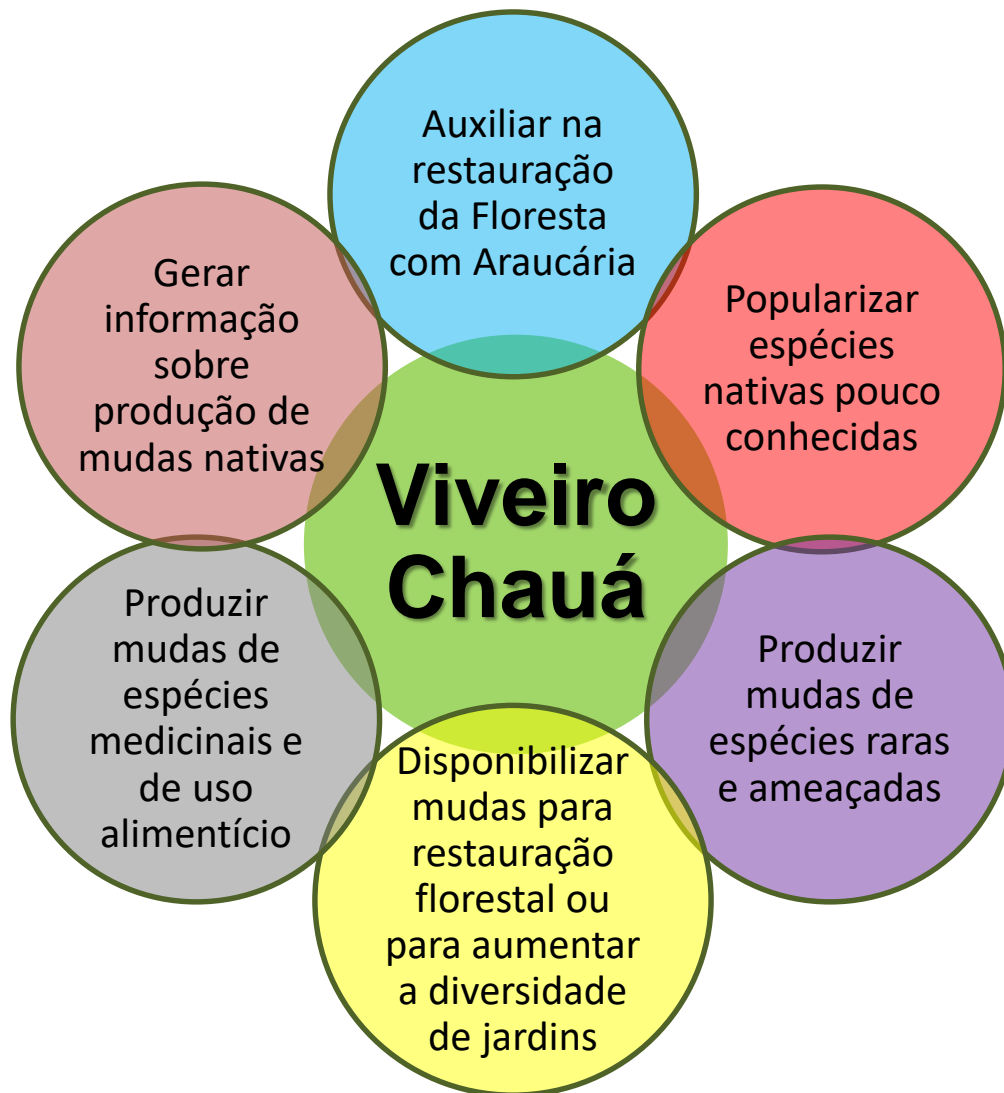 Auxiliar na
restauração
da Floresta
com Araucária
Popularizar
espécies
nativas pouco
conhecidas
Produzir
mudas de
espécies raras
e ameaçadas
Disponibilizar
mudas para
restauração
florestal ou
para aumentar
a diversidade
de jardins
Produzir
mudas de
espécies
medicinais e
de uso
alimentício
Gerar
informação
sobre
produção de
mudas nativas
Viveiro
Chauá